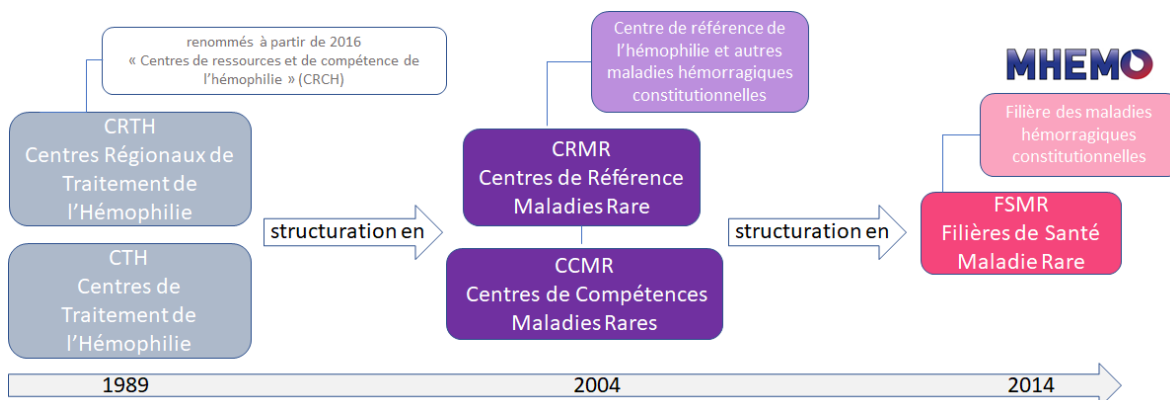 renommés à partir de 2016
« Centres de ressources et de compétence de
l’hémophilie » (CRCH)
CRTH
Centres Régionaux de
Traitement de
l’Hémophilie
CTH
Centres de
Traitement de
l’Hémophilie
structuration en
Centre de référence de
l’hémophilie et autres
maladies hémorragiques
constitutionnelles
CRMR
Centres de Référence
Maladies Rare
CCMR
Centres de Compétences
Maladies Rares
structuration en
MHEMO
Filière des maladies
hémorragiques
constitutionnelles
FSMR
Filières de Santé
Maladie Rare
1989
2004
2014